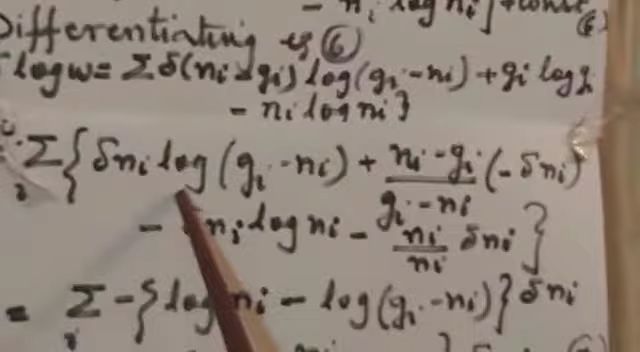 - ni log ni] + const
(6)
Differentiating eq (6)
log w = Σ δ(ni - gi) log(gi - ni) + gi log gi
- ni log ni}
Σ { δni log (gi - ni) + (ni - gi)/(gi - ni) (-δni)
i
- ni log ni - ni/ni δni }
= Σ -{ log ni - log(gi - ni)} δni
i